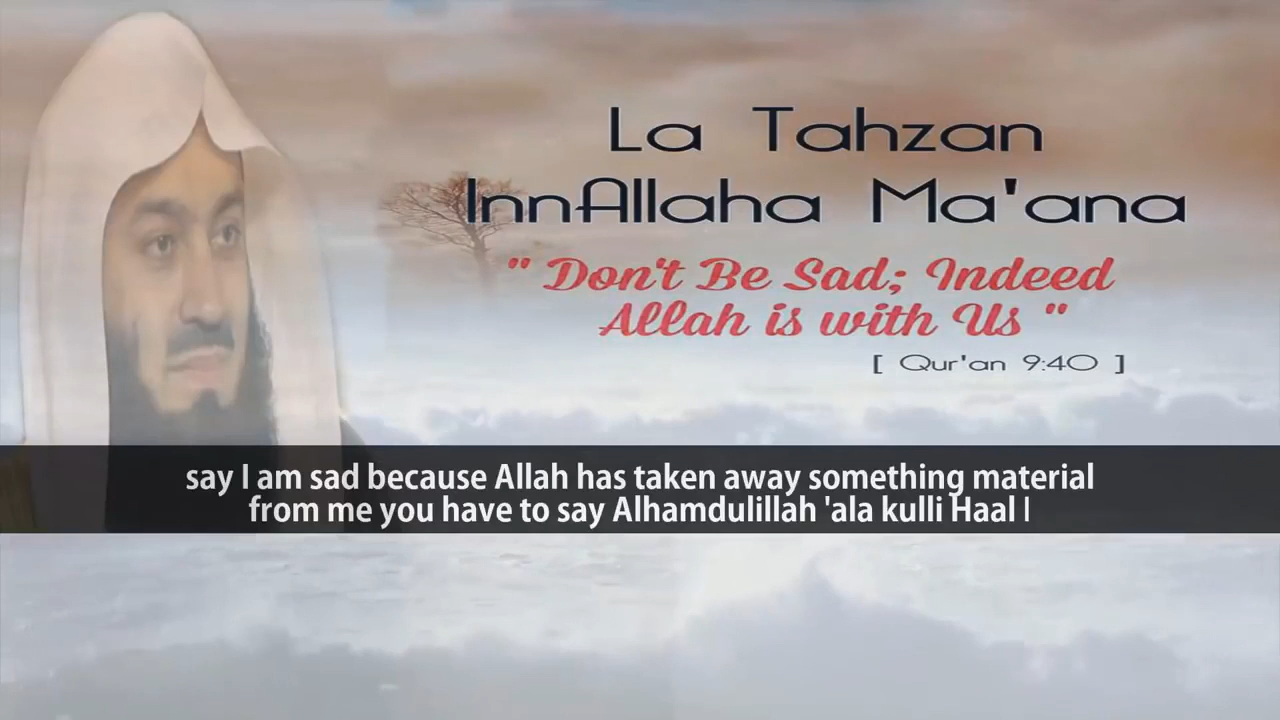 La Tahzan
InnAllaha Ma'ana
" Don't Be Sad; Indeed
Allah is with Us "
[ Qur'an 9:40 ]
say I am sad because Allah has taken away something material
from me you have to say Alhamdulillah 'ala kulli Haal I